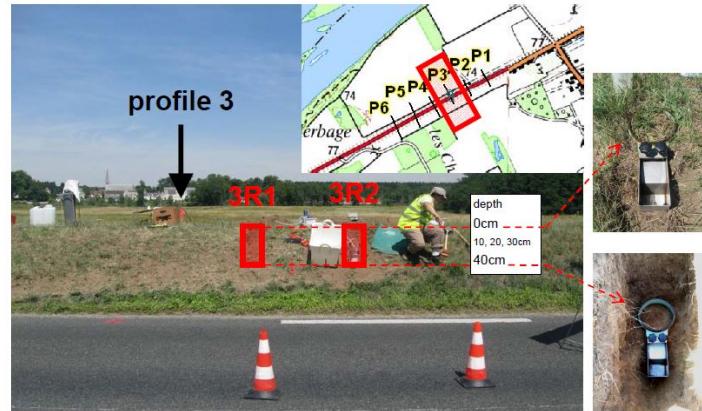 profile 3
3R1
3R2
depth
0cm
10, 20, 30cm
40cm
P1
P2
P3
P4
P5
P6
77
74
74
77
erbage
les Ch